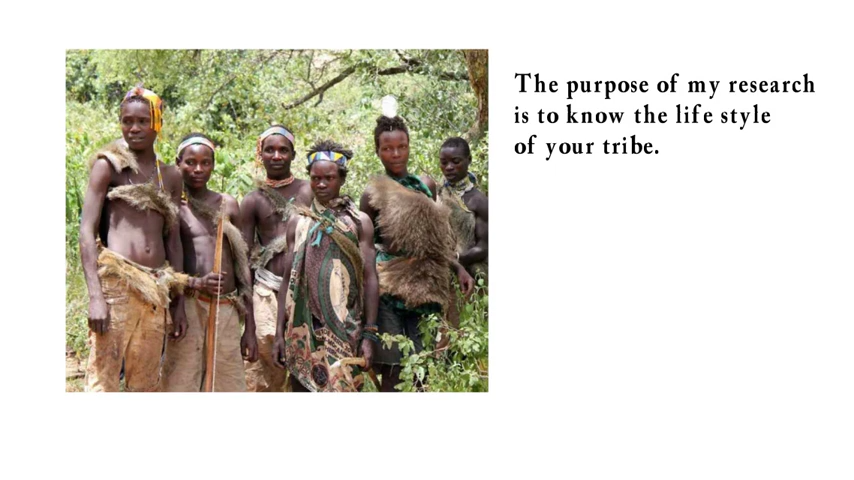 The purpose of my research
is to know the life style
of your tribe.